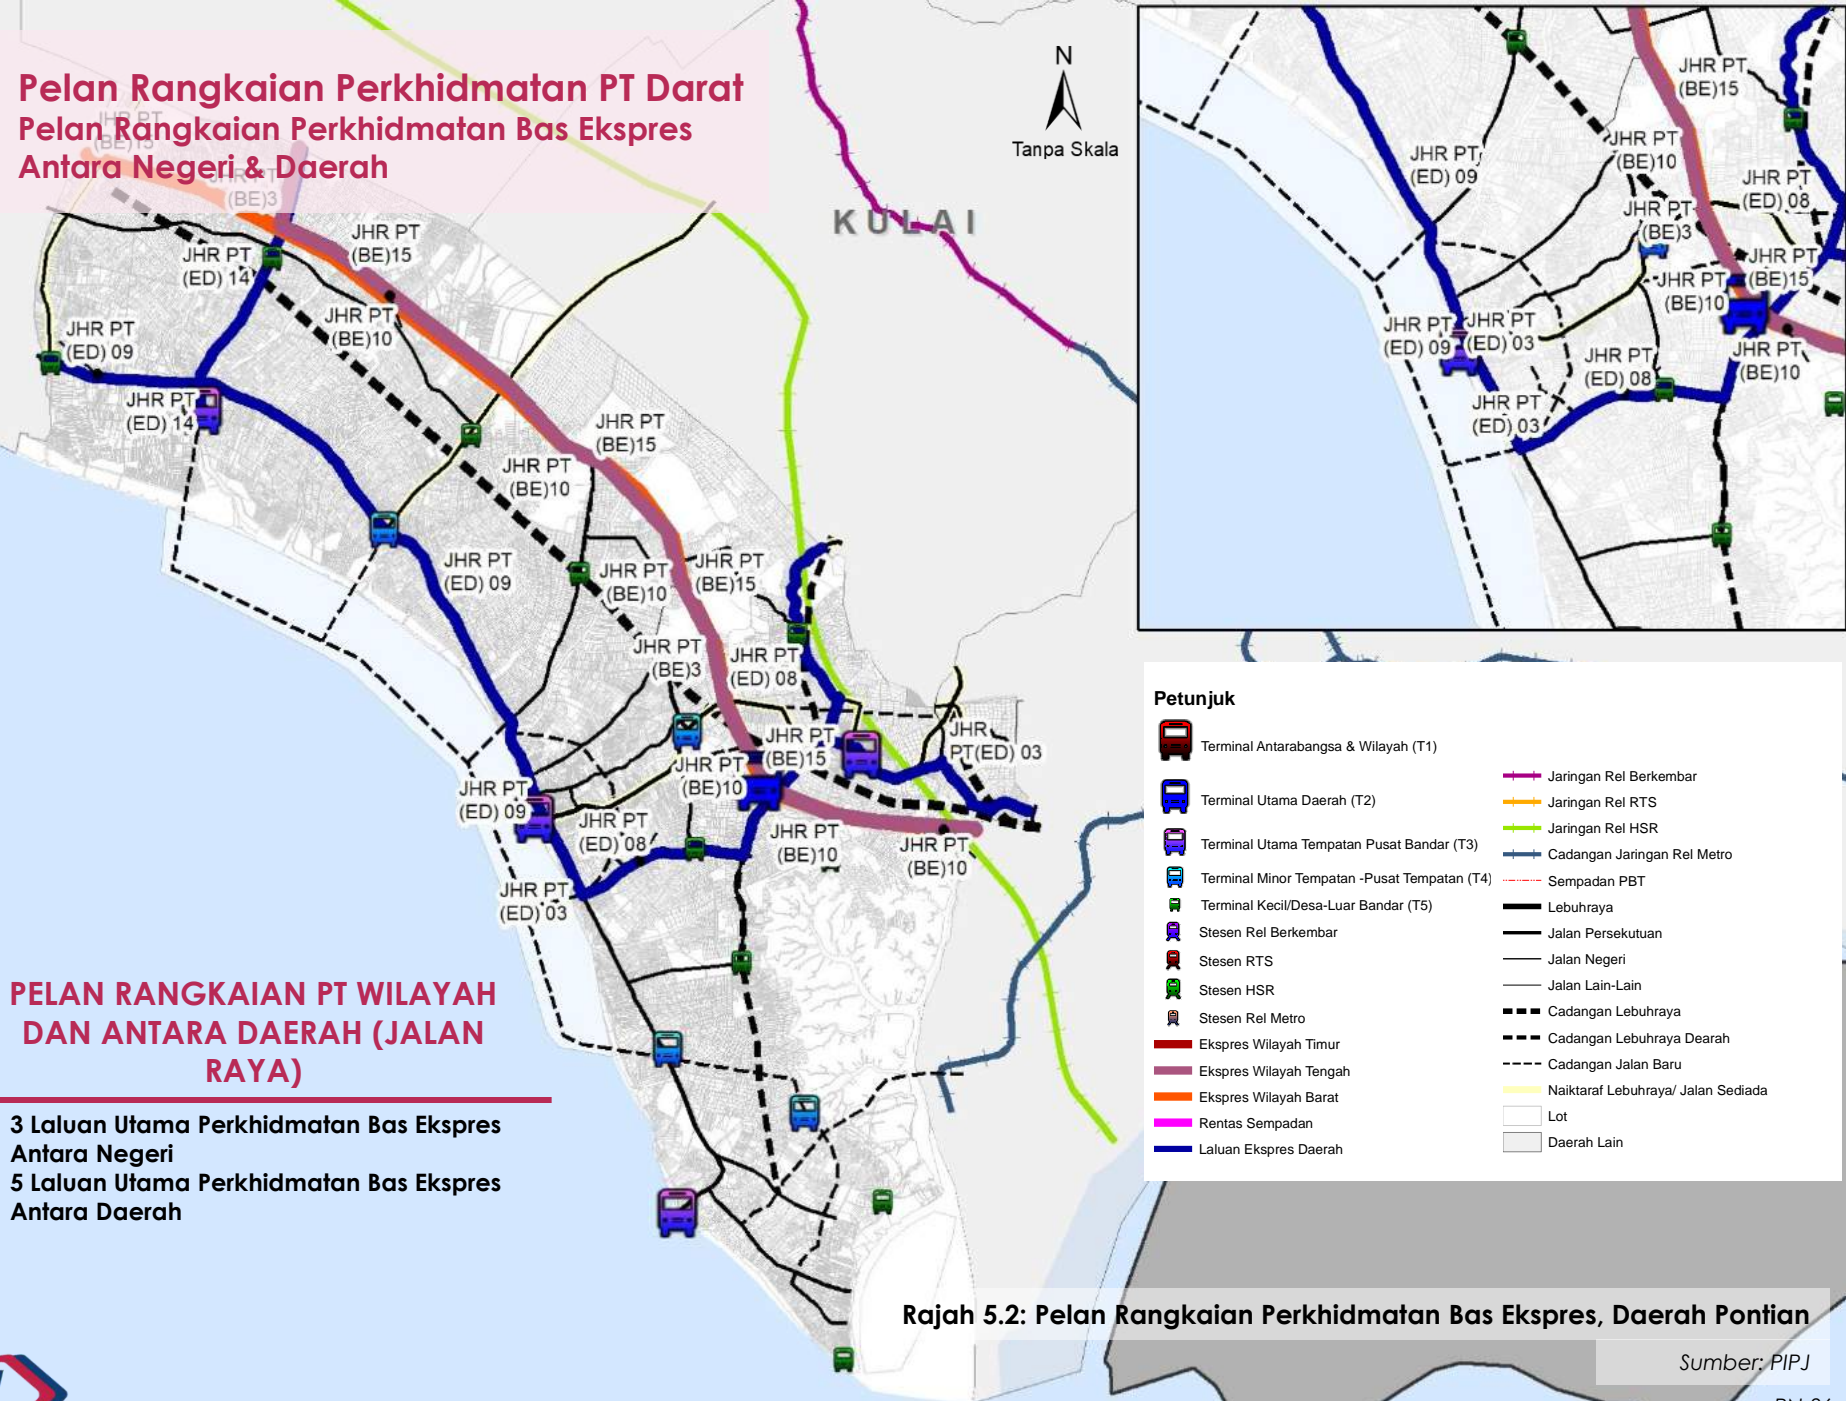 Pelan Rangkaian Perkhidmatan PT Darat
Pelan Rangkaian Perkhidmatan Bas Ekspres
Antara Negeri & Daerah
JHR PT
(BE)15
JHR PT
(BE)3
JHR PT
(BE)15
JHR PT
(ED) 14
JHR PT
(BE)10
JHR PT
(ED) 09
JHR PT
(ED) 14
JHR PT
(BE)15
JHR PT
(BE)10
JHR PT
(ED) 09
JHR PT
(BE)10
JHR PT
(BE)15
JHR PT
(BE)3
JHR PT
(ED) 08
JHR PT
(BE)15
JHR
PT(ED) 03
JHR PT
(BE)10
JHR PT
(ED) 09
JHR PT
(ED) 08
JHR PT
(BE)10
JHR PT
(BE)10
JHR PT
(ED) 03
KULAI
N
Tanpa Skala
JHR PT
(BE)15
JHR PT
(ED) 09
JHR PT
(BE)10
JHR PT
(ED) 08
JHR PT
(BE)3
JHR PT
(BE)15
JHR PT
(BE)10
JHR PT
(ED) 09
JHR PT
(ED) 03
JHR PT
(ED) 08
JHR PT
(BE)10
JHR PT
(ED) 03
PELAN RANGKAIAN PT WILAYAH
DAN ANTARA DAERAH (JALAN
RAYA)
3 Laluan Utama Perkhidmatan Bas Ekspres
Antara Negeri
5 Laluan Utama Perkhidmatan Bas Ekspres
Antara Daerah
Petunjuk
Terminal Antarabangsa & Wilayah (T1)
Terminal Utama Daerah (T2)
Terminal Utama Tempatan Pusat Bandar (T3)
Terminal Minor Tempatan -Pusat Tempatan (T4)
Terminal Kecil/Desa-Luar Bandar (T5)
Stesen Rel Berkembar
Stesen RTS
Stesen HSR
Stesen Rel Metro
Ekspres Wilayah Timur
Ekspres Wilayah Tengah
Ekspres Wilayah Barat
Rentas Sempadan
Laluan Ekspres Daerah
Jaringan Rel Berkembar
Jaringan Rel RTS
Jaringan Rel HSR
Cadangan Jaringan Rel Metro
Sempadan PBT
Lebuhraya
Jalan Persekutuan
Jalan Negeri
Jalan Lain-Lain
Cadangan Lebuhraya
Cadangan Lebuhraya Dearah
Cadangan Jalan Baru
Naiktaraf Lebuhraya/ Jalan Sediada
Lot
Daerah Lain
Rajah 5.2: Pelan Rangkaian Perkhidmatan Bas Ekspres, Daerah Pontian
Sumber: PIPJ